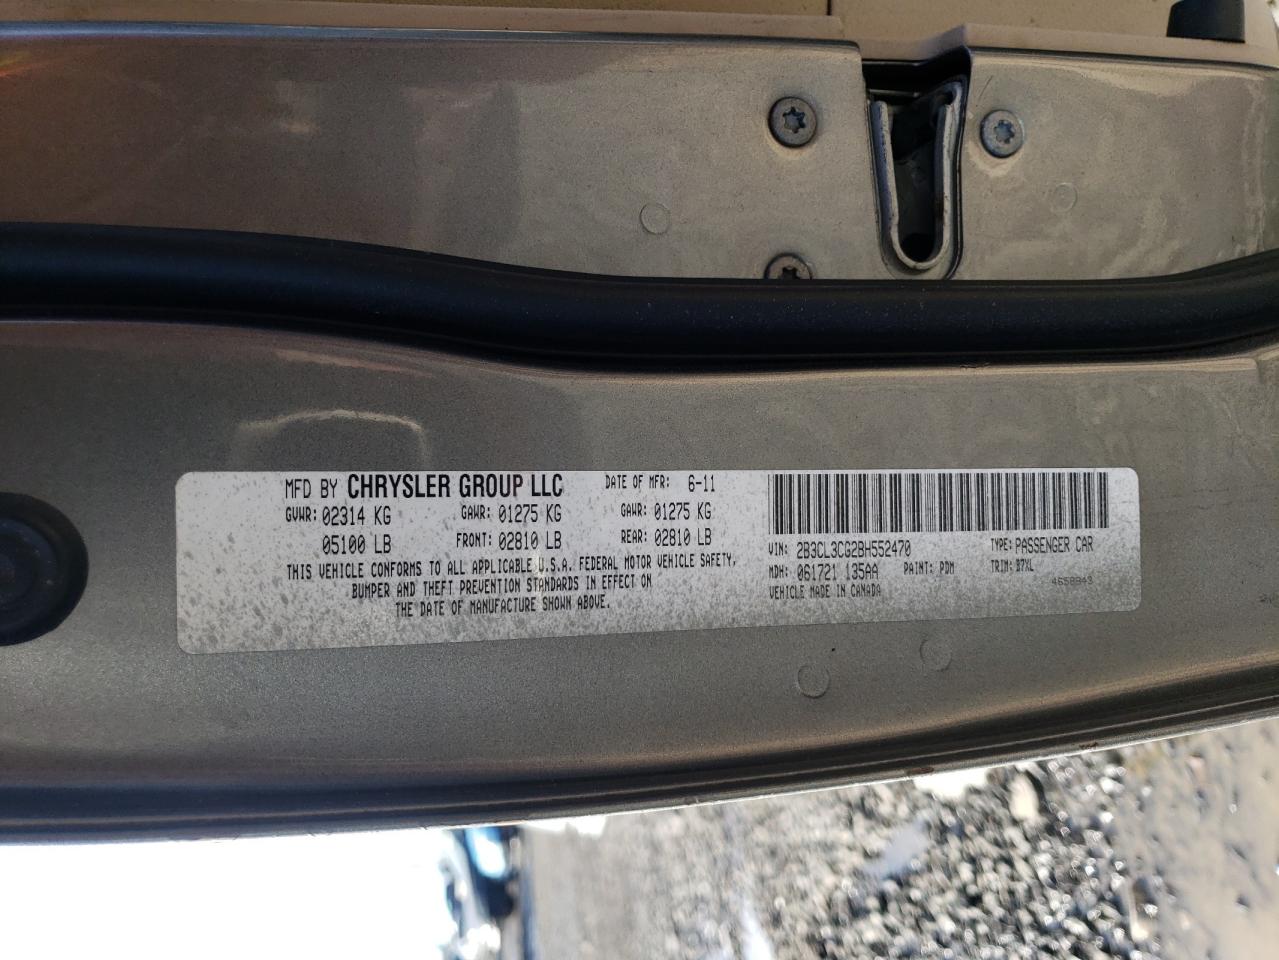 MFD BY CHRYSLER GROUP LLC DATE OF MFR: 6-11
GVWR: 02314 KG GAWR: 01275 KG GAWR: 01275 KG
05100 LB FRONT: 02810 LB REAR: 02810 LB
THIS VEHICLE CONFORMS TO ALL APPLICABLE U.S.A. FEDERAL MOTOR VEHICLE SAFETY,
BUMPER AND THEFT PREVENTION STANDARDS IN EFFECT ON
THE DATE OF MANUFACTURE SHOWN ABOVE.
VIN: 2B3CL3CG2BH552470 TYPE: PASSENGER CAR
MDH: 061721 135AA PAINT: PDM TRIM: B7XL
VEHICLE MADE IN CANADA 4658843